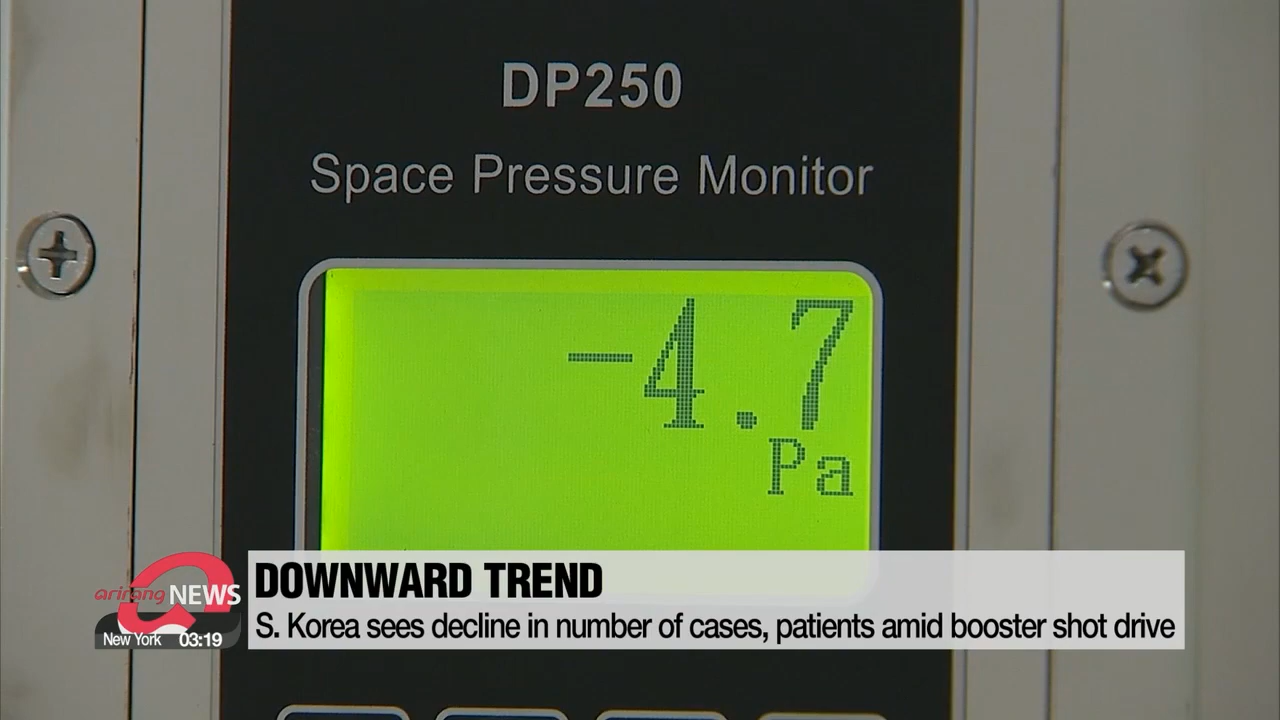 DP250
Space Pressure Monitor
-4.7
Pa
arirang NEWS
New York 03:19
DOWNWARD TREND
S. Korea sees decline in number of cases, patients amid booster shot drive